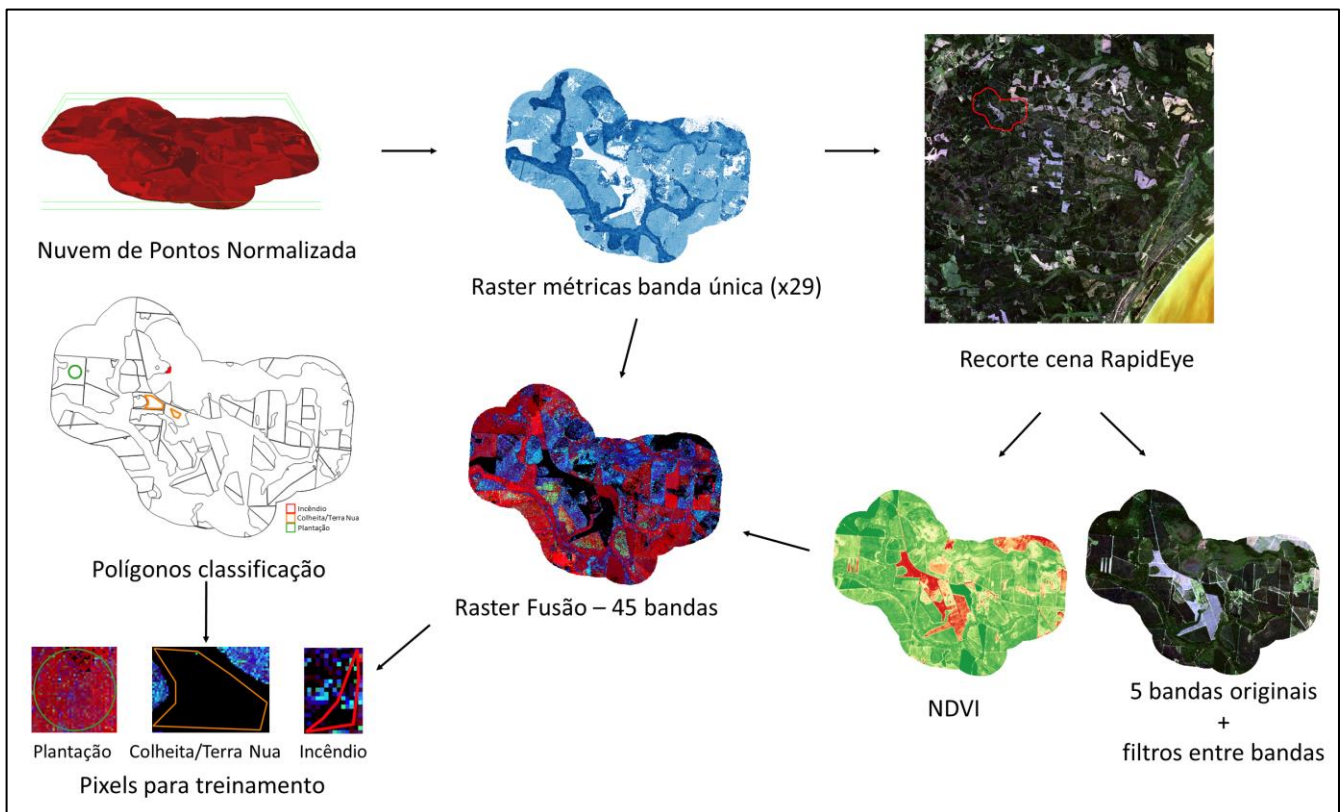 Nuvem de Pontos Normalizada
Raster métricas banda única (x29)
Recorte cena RapidEye
Incêndio
Colheita/Terra Nua
Plantação
Polígonos classificação
Raster Fusão – 45 bandas
NDVI
5 bandas originais
+
filtros entre bandas
Plantação
Colheita/Terra Nua
Incêndio
Pixels para treinamento